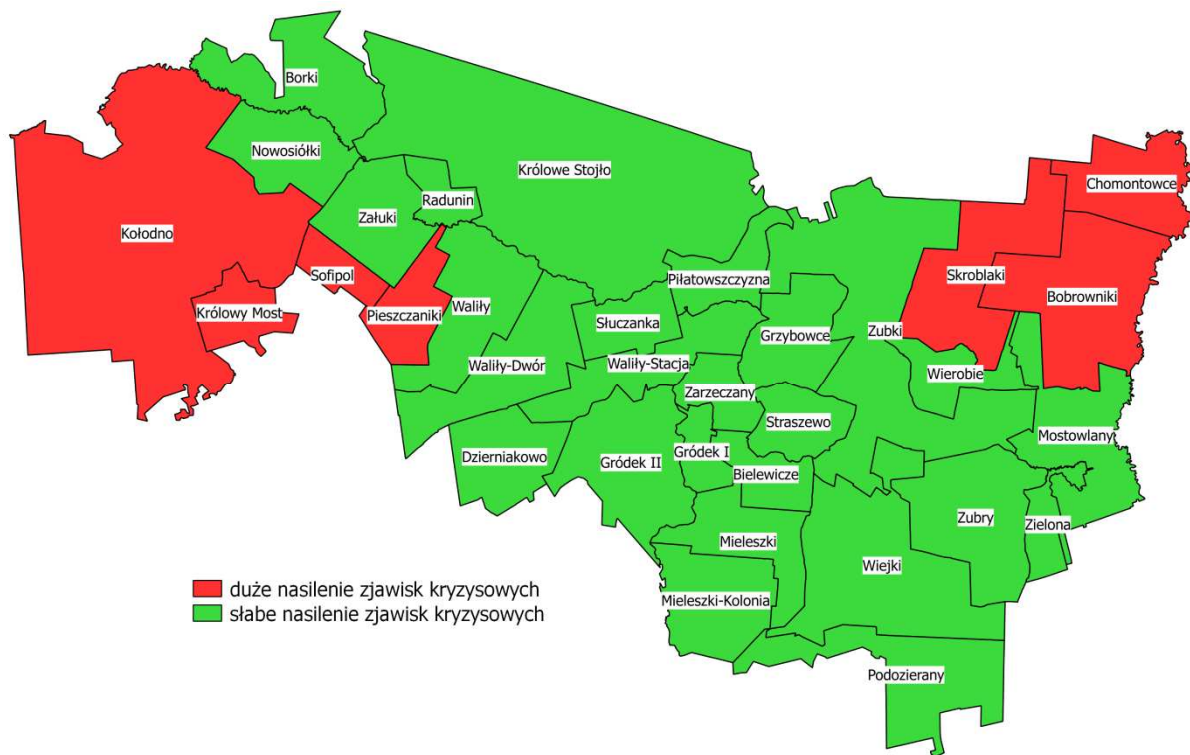 Borki
Nowosiółki
Królowe Stojło
Chomontowce
Radunin
Załuki
Kołodno
Sofipol
Skroblaki
Piłatowszczyzna
Bobrowniki
Królowy Most
Pieszczaniki
Waliły
Słuczanka
Grzybowce
Zubki
Waliły-Dwór
Waliły-Stacja
Wierobie
Zarzeczany
Straszewo
Mostowlany
Dzierniakowo
Gródek II
Gródek I
Bielewicze
Zubry
Zielona
Mieleszki
Wiejki
Mieleszki-Kolonia
Podozierany
duże nasilenie zjawisk kryzysowych
słabe nasilenie zjawisk kryzysowych